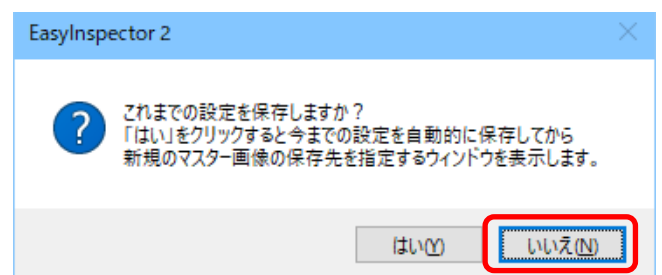 EasyInspector 2
これまでの設定を保存しますか？
「はい」をクリックすると今までの設定を自動的に保存してから
新規のマスター画像の保存先を指定するウィンドウを表示します。
はい(Y)
いいえ(N)